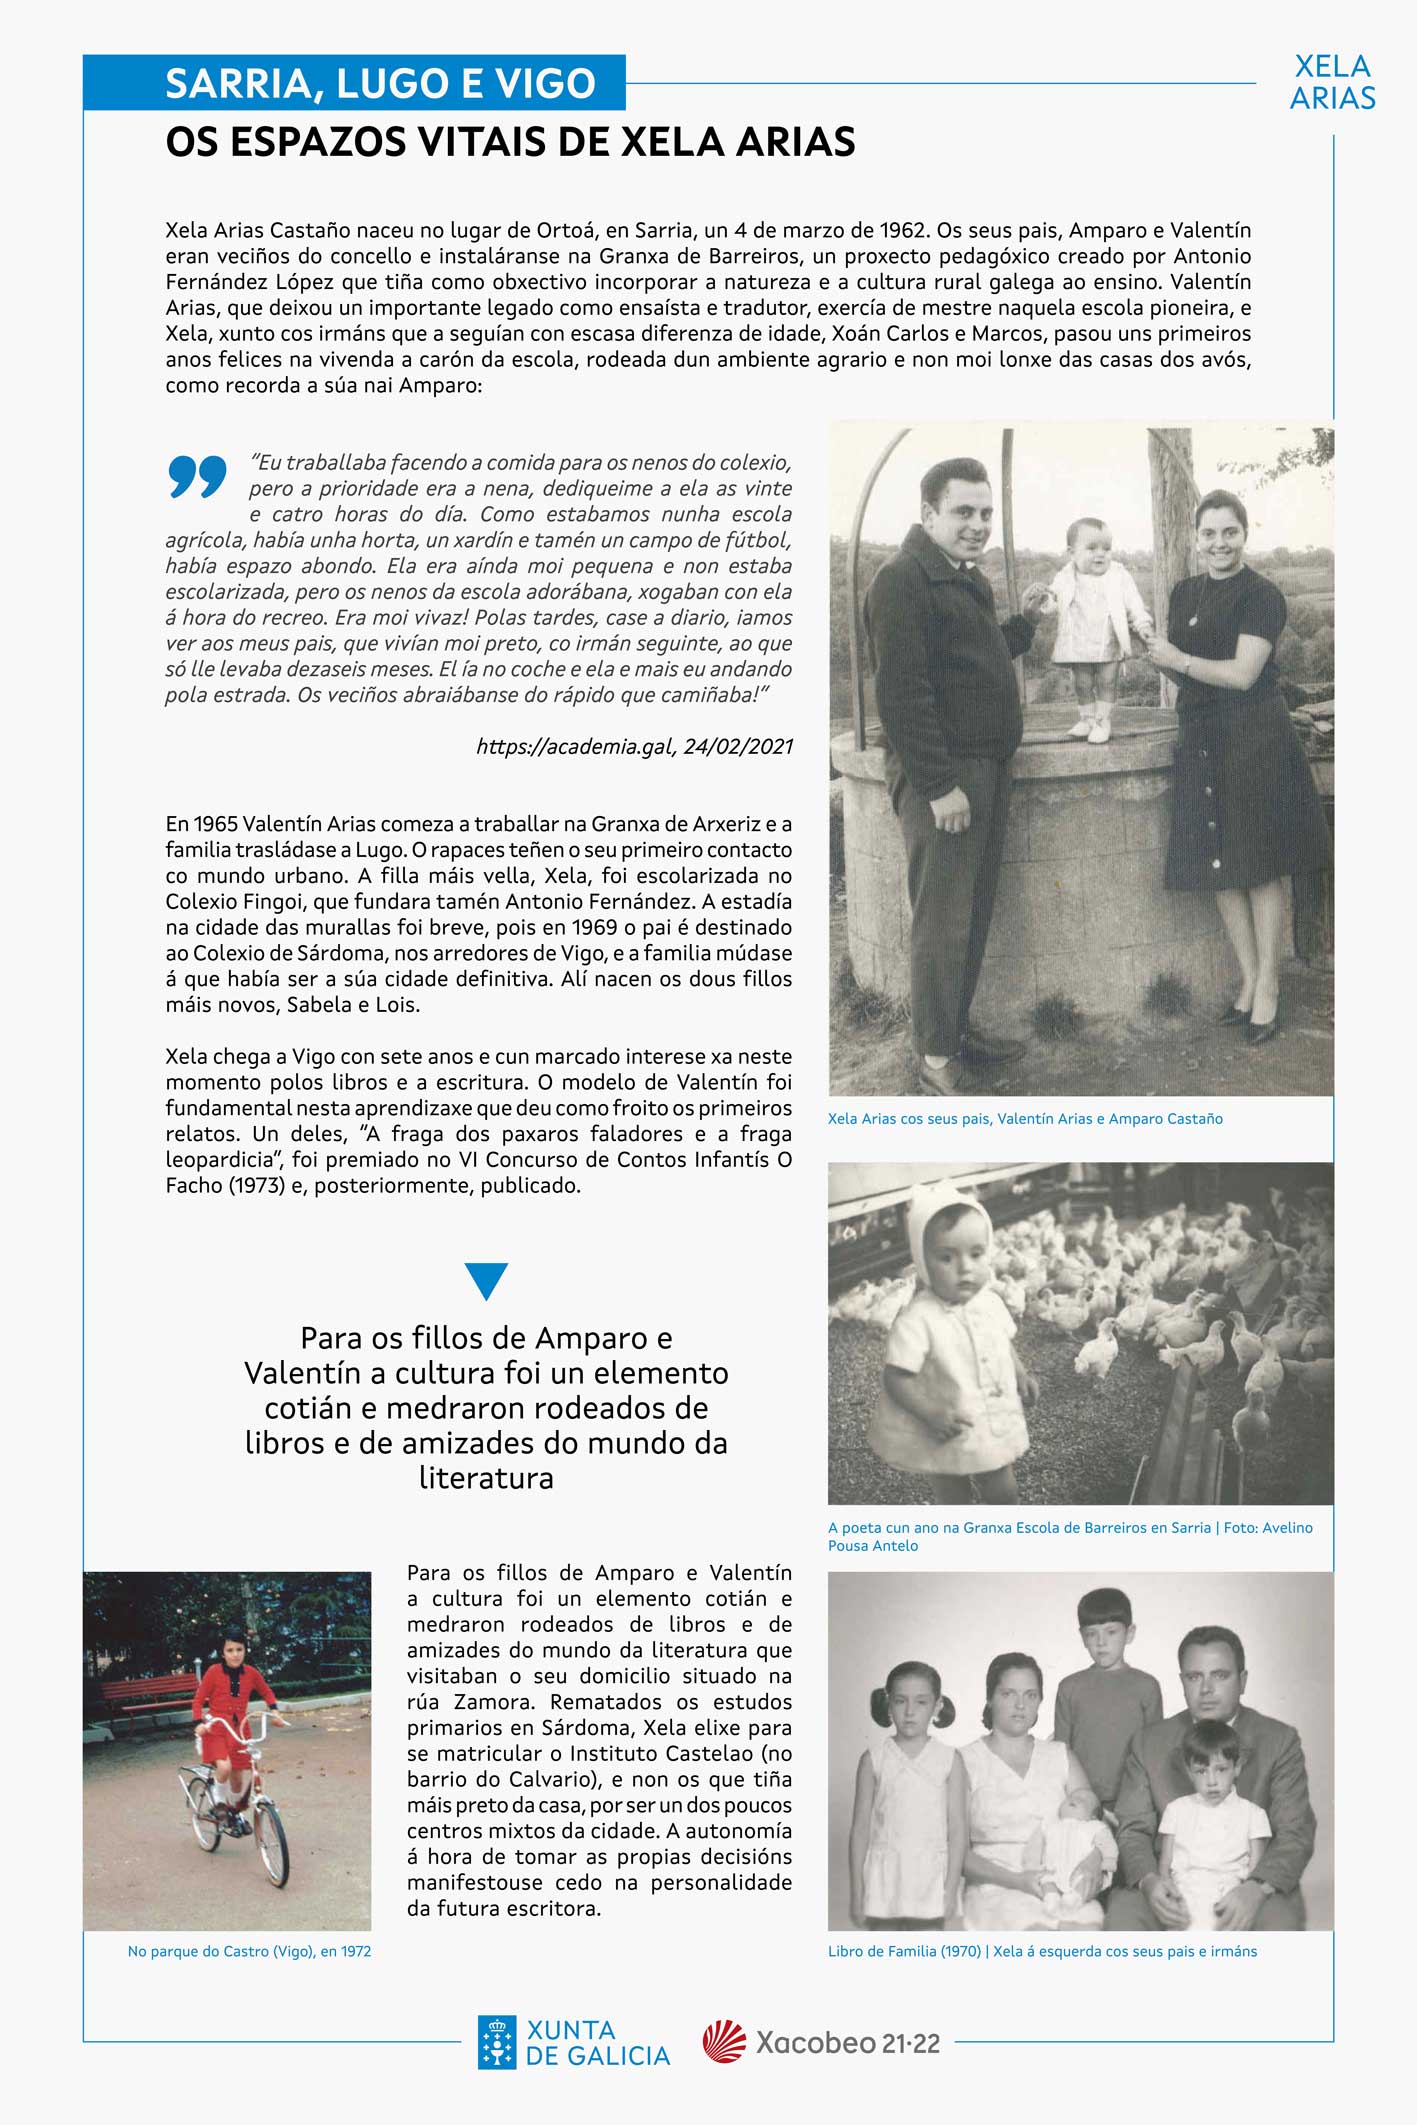 SARRIA, LUGO E VIGO
XELA
ARIAS
OS ESPAZOS VITAIS DE XELA ARIAS
Xela Arias Castaño naceu no lugar de Ortoá, en Sarria, un 4 de marzo de 1962. Os seus pais, Amparo e Valentín
eran veciños do concello e instaláranse na Granxa de Barreiros, un proxecto pedagóxico creado por Antonio
Fernández López que tiña como obxectivo incorporar a natureza e a cultura rural galega ao ensino. Valentín
Arias, que deixou un importante legado como ensaísta e tradutor, exercía de mestre naquela escola pioneira, e
Xela, xunto cos irmáns que a seguían con escasa diferenza de idade, Xoán Carlos e Marcos, pasou uns primeiros
anos felices na vivenda a carón da escola, rodeada dun ambiente agrario e non moi lonxe das casas dos avós,
como recorda a súa nai Amparo:
”
“Eu traballaba facendo a comida para os nenos do colexio,
pero a prioridade era a nena, dediqueime a ela as vinte
e catro horas do día. Como estabamos nunha escola
agrícola, había unha horta, un xardín e tamén un campo de fútbol,
había espazo abondo. Ela era aínda moi pequena e non estaba
escolarizada, pero os nenos da escola adorábana, xogaban con ela
á hora do recreo. Era moi vivaz! Polas tardes, case a diario, iamos
ver aos meus pais, que vivían moi preto, co irmán seguinte, ao que
só lle levaba dezaseis meses. El ía no coche e ela e mais eu andando
pola estrada. Os veciños abraiábanse do rápido que camiñaba!“
https://academia.gal, 24/02/2021
En 1965 Valentín Arias comeza a traballar na Granxa de Arxeriz e a
familia trasládase a Lugo. O rapaces teñen o seu primeiro contacto
co mundo urbano. A filla máis vella, Xela, foi escolarizada no
Colexio Fingoi, que fundara tamén Antonio Fernández. A estadía
na cidade das murallas foi breve, pois en 1969 o pai é destinado
ao Colexio de Sárdoma, nos arredores de Vigo, e a familia múdase
á que había ser a súa cidade definitiva. Alí nacen os dous fillos
máis novos, Sabela e Lois.
Xela chega a Vigo con sete anos e cun marcado interese xa neste
momento polos libros e a escritura. O modelo de Valentín foi
fundamental nesta aprendizaxe que deu como froito os primeiros
relatos. Un deles, “A fraga dos paxaros faladores e a fraga
leopardicia“, foi premiado no VI Concurso de Contos Infantís O
Facho (1973) e, posteriormente, publicado.
Xela Arias cos seus pais, Valentín Arias e Amparo Castaño
Para os fillos de Amparo e
Valentín a cultura foi un elemento
cotián e medraron rodeados de
libros e de amizades do mundo da
literatura
A poeta cun ano na Granxa Escola de Barreiros en Sarria | Foto: Avelino
Pousa Antelo
Para os fillos de Amparo e Valentín
a cultura foi un elemento cotián e
medraron rodeados de libros e de
amizades do mundo da literatura que
visitaban o seu domicilio situado na
rúa Zamora. Rematados os estudos
primarios en Sárdoma, Xela elixe para
se matricular o Instituto Castelao (no
barrio do Calvario), e non os que tiña
máis preto da casa, por ser un dos poucos
centros mixtos da cidade. A autonomía
á hora de tomar as propias decisións
manifestouse cedo na personalidade
da futura escritora.
No parque do Castro (Vigo), en 1972
Libro de Familia (1970) | Xela á esquerda cos seus pais e irmáns
XUNTA
DE GALICIA
Xacobeo 21·22